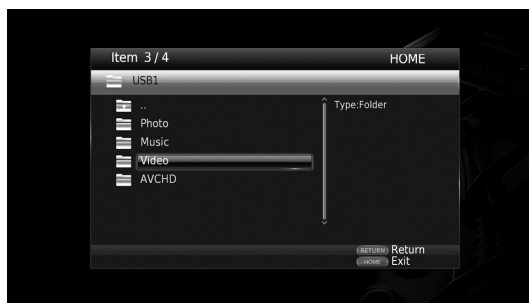 Item 3/4 HOME
USB1
..
Photo
Type:Folder
Music
Video
AVCHD
RETURN Return
HOME Exit